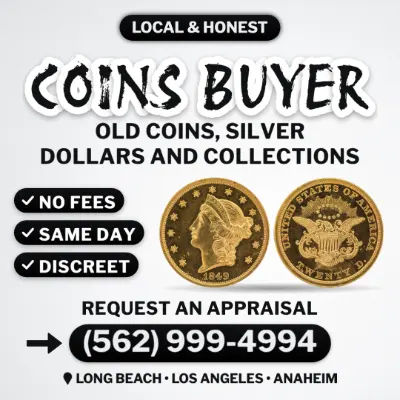 LOCAL & HONEST
COINS BUYER
OLD COINS, SILVER
DOLLARS AND COLLECTIONS
NO FEES
SAME DAY
DISCREET
1849
UNITED STATES OF AMERICA
TWENTY D.
REQUEST AN APPRAISAL
(562) 999-4994
LONG BEACH • LOS ANGELES • ANAHEIM